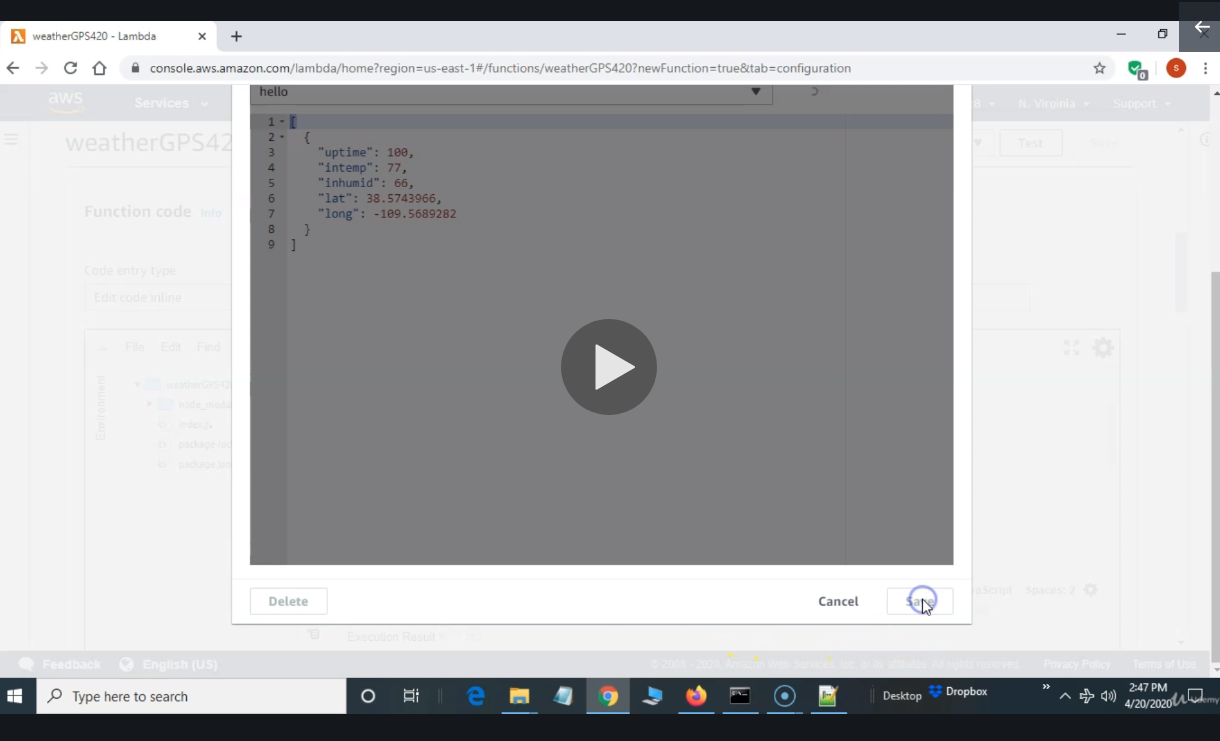 weatherGPS420 - Lambda
console.aws.amazon.com/lambda/home?region=us-east-1#/functions/weatherGPS420?newFunction=true&tab=configuration
S
0
aws
Services
N. Virginia
Support
hello
weatherGPS42
Test
Save
1 [
2 {
3 "uptime": 100,
4 "intemp": 77,
5 "inhumid": 66,
6 "lat": 38.5743966,
7 "long": -109.5689282
8 }
9 ]
Function code Info
Code entry type
Edit code inline
File Edit Find
Environment
weatherGPS420
node_modu
index.js
package-loc
package.jso
Delete
Cancel
Save
Spaces: 2
Execution Result
Feedback
English (US)
© 2008 - 2020, Amazon Web Services, Inc. or its affiliates. All rights reserved.
Privacy Policy
Terms of Use
Type here to search
Desktop
Dropbox
2:47 PM
4/20/2020
Udemy